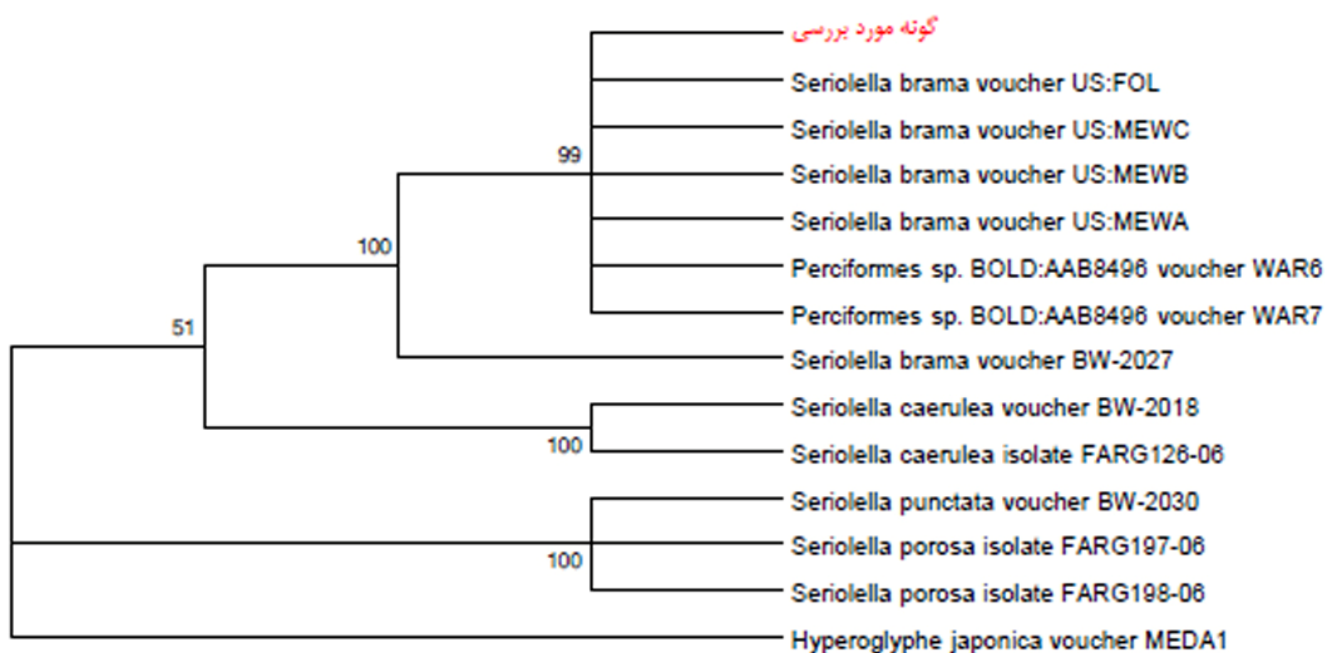 گونه مورد بررسی
Seriolella brama voucher US:FOL
Seriolella brama voucher US:MEWC
99
Seriolella brama voucher US:MEWB
Seriolella brama voucher US:MEWA
100
Perciformes sp. BOLD:AAB8496 voucher WAR6
Perciformes sp. BOLD:AAB8496 voucher WAR7
51
Seriolella brama voucher BW-2027
Seriolella caerulea voucher BW-2018
100
Seriolella caerulea isolate FARG126-06
Seriolella punctata voucher BW-2030
Seriolella porosa isolate FARG197-06
100
Seriolella porosa isolate FARG198-06
Hyperoglyphe japonica voucher MEDA1